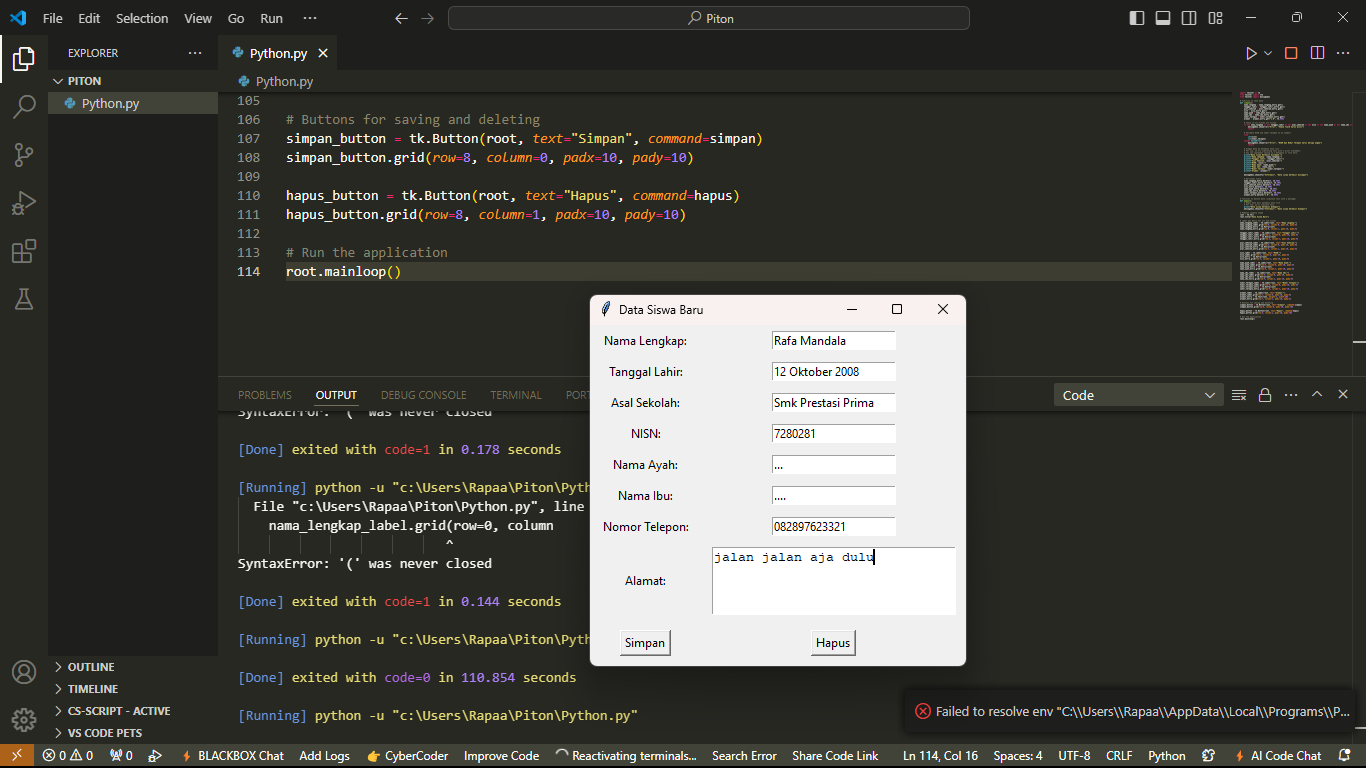 File Edit Selection View Go Run ···
Piton
EXPLORER ···
PITON
Python.py
OUTLINE
TIMELINE
CS-SCRIPT - ACTIVE
VS CODE PETS
Python.py
Python.py
105
106 # Buttons for saving and deleting
107 simpan_button = tk.Button(root, text="Simpan", command=simpan)
108 simpan_button.grid(row=8, column=0, padx=10, pady=10)
109
110 hapus_button = tk.Button(root, text="Hapus", command=hapus)
111 hapus_button.grid(row=8, column=1, padx=10, pady=10)
112
113 # Run the application
114 root.mainloop()
PROBLEMS OUTPUT DEBUG CONSOLE TERMINAL PORT
Code
SyntaxError: '(' was never closed
[Done] exited with code=1 in 0.178 seconds
[Running] python -u "c:\Users\Rapaa\Piton\Pyth
File "c:\Users\Rapaa\Piton\Python.py", line
nama_lengkap_label.grid(row=0, column
^
SyntaxError: '(' was never closed
[Done] exited with code=1 in 0.144 seconds
[Running] python -u "c:\Users\Rapaa\Piton\Pyth
[Done] exited with code=0 in 110.854 seconds
[Running] python -u "c:\Users\Rapaa\Piton\Python.py"
Data Siswa Baru
Nama Lengkap: Rafa Mandala
Tanggal Lahir: 12 Oktober 2008
Asal Sekolah: Smk Prestasi Prima
NISN: 7280281
Nama Ayah: ...
Nama Ibu: ....
Nomor Telepon: 082897623321
Alamat: jalan jalan aja dulu
Simpan Hapus
Failed to resolve env "C:\\Users\\Rapaa\\AppData\\Local\\Programs\\P...
0 0 0 BLACKBOX Chat Add Logs CyberCoder Improve Code Reactivating terminals... Search Error Share Code Link Ln 114, Col 16 Spaces: 4 UTF-8 CRLF Python AI Code Chat